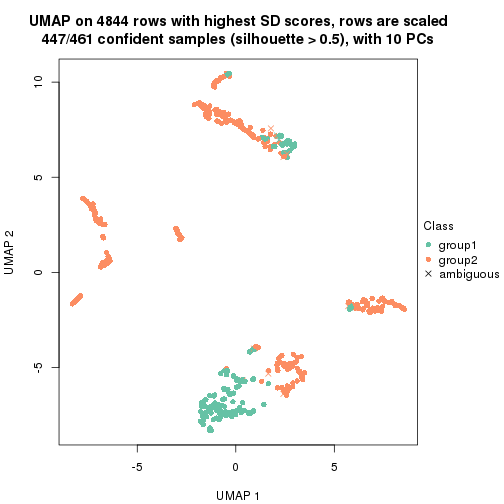 UMAP on 4844 rows with highest SD scores, rows are scaled
447/461 confident samples (silhouette > 0.5), with 10 PCs
10
5
0
-5
UMAP 2
-5
0
5
UMAP 1
Class
group1
group2
ambiguous